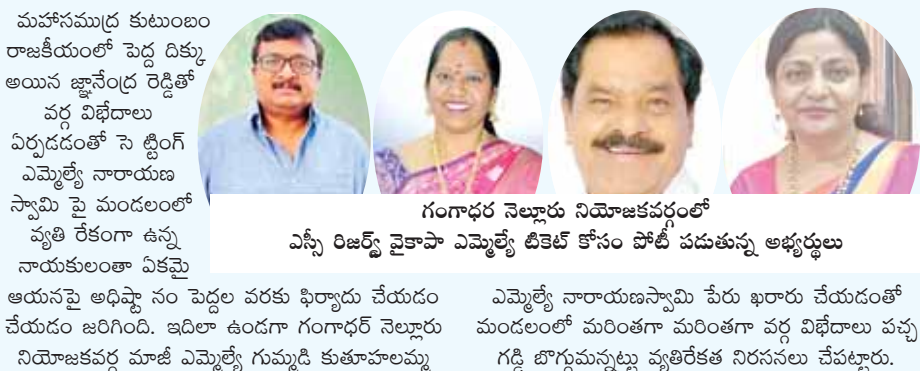 మహాసముద్ర కుటుంబం
రాజకీయంలో పెద్ద దిక్కు
అయిన జ్ఞానేంద్ర రెడ్డితో
వర్గ విభేదాలు
ఏర్పడడంతో సె ట్టింగ్
ఎమ్మెల్యే నారాయణ
స్వామి పై మండలంలో
వ్యతి రేకంగా ఉన్న
నాయకులంతా ఏకమై
ఆయనపై అధిష్టా నం పెద్దల వరకు ఫిర్యాదు చేయడం
చేయడం జరిగింది. ఇదిలా ఉండగా గంగాధర్ నెల్లూరు
నియోజకవర్గ మాజీ ఎమ్మెల్యే గుమ్మడి కుతూహలమ్మ
గంగాధర నెల్లూరు నియోజకవర్గంలో
ఎస్సీ రిజర్వ్డ్ వైకాపా ఎమ్మెల్యే టికెట్ కోసం పోటీ పడుతున్న అభ్యర్థులు
ఎమ్మెల్యే నారాయణస్వామి పేరు ఖరారు చేయడంతో
మండలంలో మరింతగా మరింతగా వర్గ విభేదాలు పచ్చ
గడ్డి బొగ్గుమన్నట్టు వ్యతిరేకత నిరసనలు చేపట్టారు.